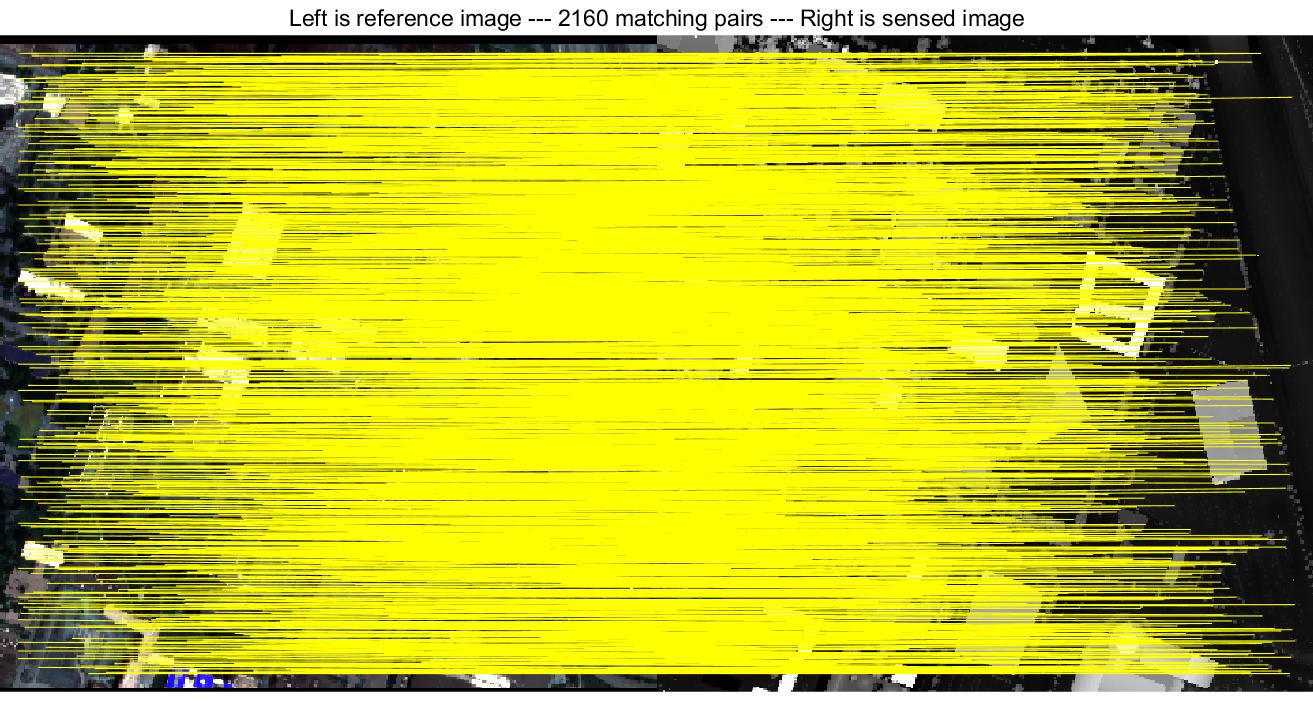 Left is reference image --- 2160 matching pairs --- Right is sensed image